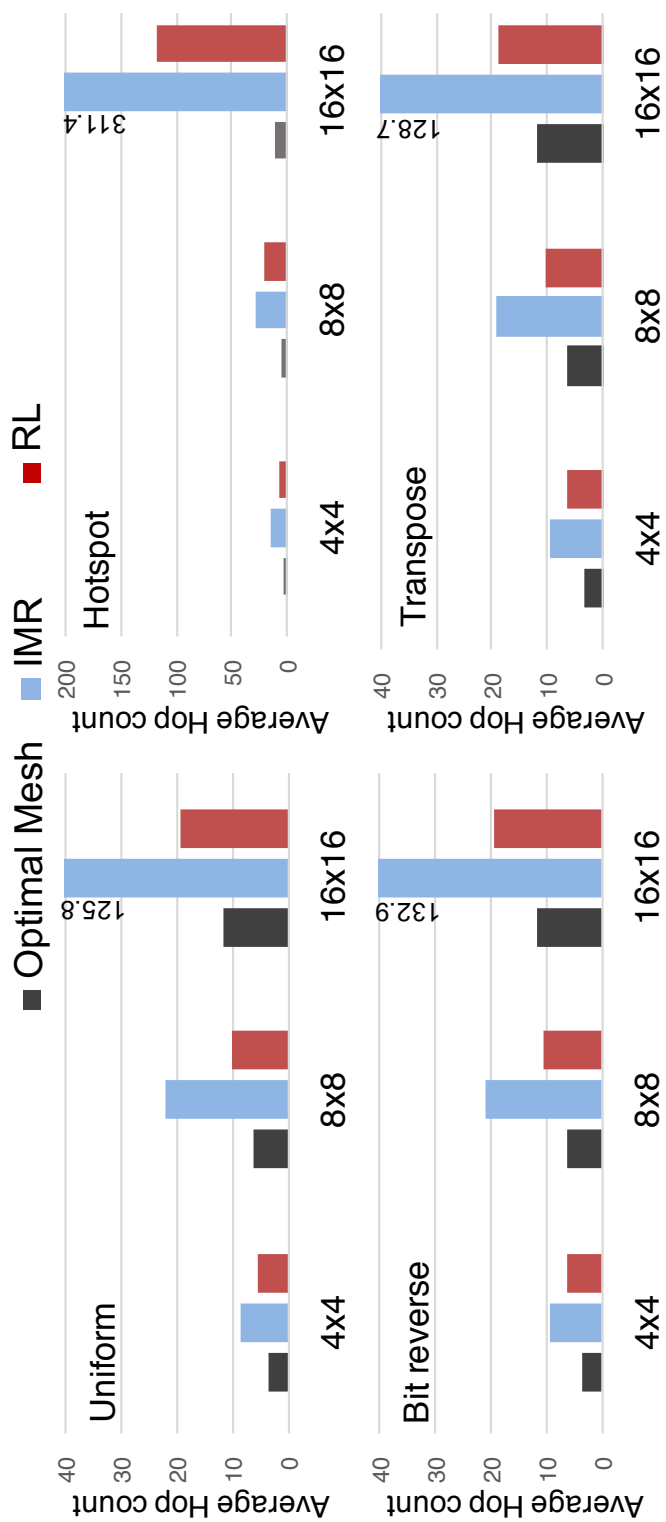 Optimal Mesh IMR RL
Average Hop count
40
30
20
10
0
Uniform
125.8
4x4 8x8 16x16
Average Hop count
200
150
100
50
0
Hotspot
311.4
4x4 8x8 16x16
Average Hop count
40
30
20
10
0
Bit reverse
132.9
4x4 8x8 16x16
Average Hop count
40
30
20
10
0
Transpose
128.7
4x4 8x8 16x16